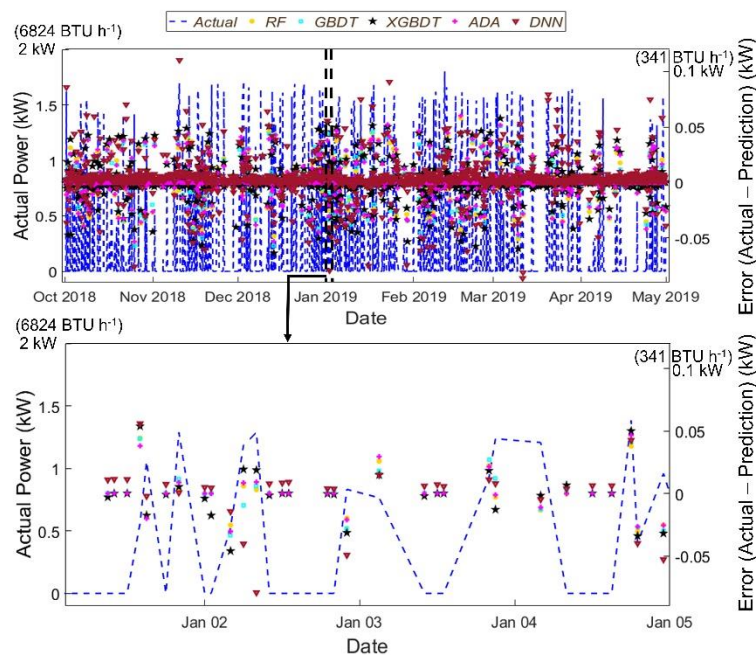 Actual RF GBDT XGBDT ADA DNN
(6824 BTU h⁻¹)
2 kW
(341 BTU h⁻¹)
0.1 kW
1.5
1
0.5
0
Actual Power (kW)
0.05
0
-0.05
Error (Actual – Prediction) (kW)
Oct 2018 Nov 2018 Dec 2018 Jan 2019 Feb 2019 Mar 2019 Apr 2019 May 2019
Date
(6824 BTU h⁻¹)
2 kW
(341 BTU h⁻¹)
0.1 kW
1.5
1
0.5
0
Actual Power (kW)
0.05
0
-0.05
Error (Actual – Prediction) (kW)
Jan 02 Jan 03 Jan 04 Jan 05
Date